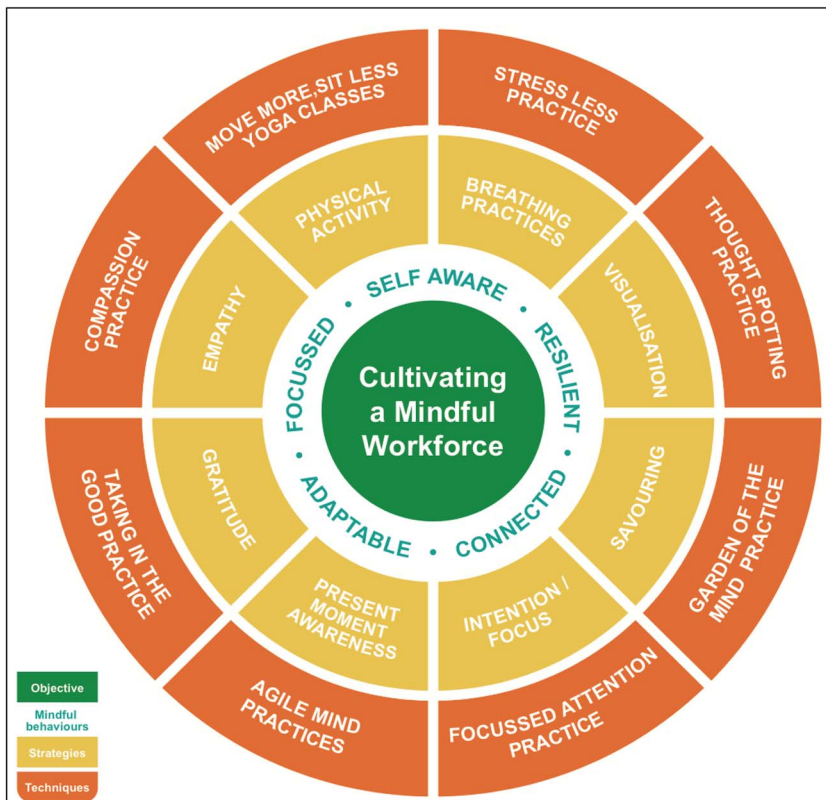 MOVE MORE,SIT LESS
YOGA CLASSES
STRESS LESS
PRACTICE
THOUGHT SPOTTING
PRACTICE
GARDEN OF THE
MIND PRACTICE
FOCUSSED ATTENTION
PRACTICE
AGILE MIND
PRACTICES
TAKING IN THE
GOOD PRACTICE
COMPASSION
PRACTICE
PHYSICAL
ACTIVITY
BREATHING
PRACTICES
VISUALISATION
SAVOURING
INTENTION /
FOCUS
PRESENT
MOMENT
AWARENESS
GRATITUDE
EMPATHY
SELF AWARE • RESILIENT • CONNECTED • ADAPTABLE • FOCUSSED •
Cultivating
a Mindful
Workforce
Objective
Mindful
behaviours
Strategies
Techniques